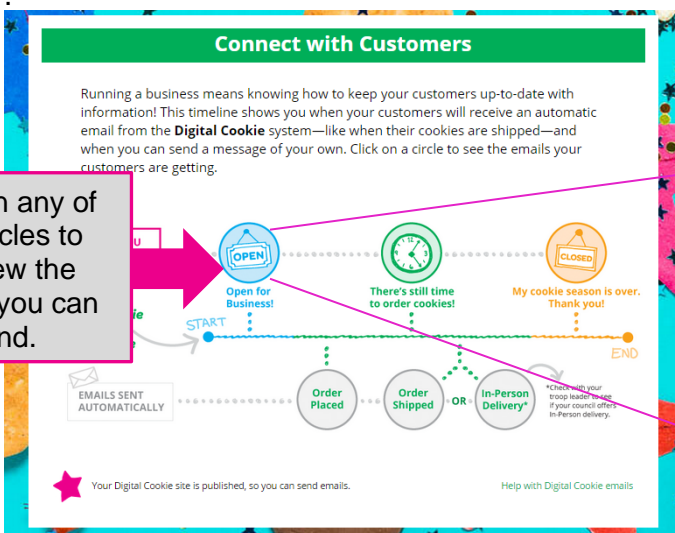 Connect with Customers
Running a business means knowing how to keep your customers up-to-date with
information! This timeline shows you when your customers will receive an automatic
email from the Digital Cookie system—like when their cookies are shipped—and
when you can send a message of your own. Click on a circle to see the emails your
customers are getting.
any of
to
the
you can
OPEN
CLOSED
Open for
Business!
There's still time
to order cookies!
My cookie season is over.
Thank you!
START
END
EMAILS SENT
AUTOMATICALLY
Order
Placed
Order
Shipped
OR
In-Person
Delivery*
*Check with your
troop leader to see
if your council offers
In-Person delivery.
Your Digital Cookie site is published, so you can send emails.
Help with Digital Cookie emails